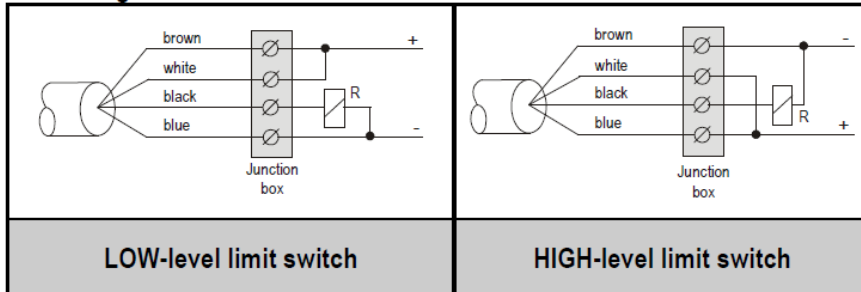 brown
+
white
black
R
blue
-
Junction
box
LOW-level limit switch
brown
-
white
black
R
blue
+
Junction
box
HIGH-level limit switch